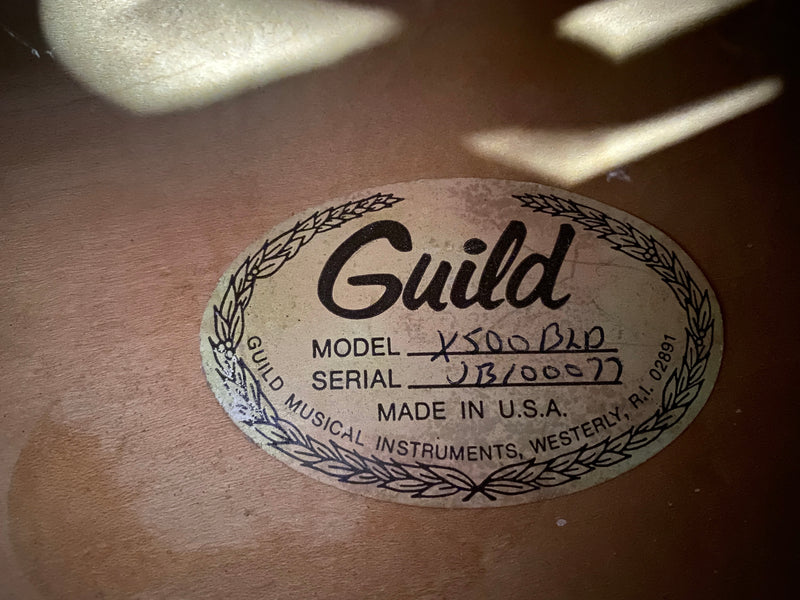 Guild
MODEL X500BLD
SERIAL JB100077
MADE IN U.S.A.
GUILD MUSICAL INSTRUMENTS, WESTERLY, R.I. 02891